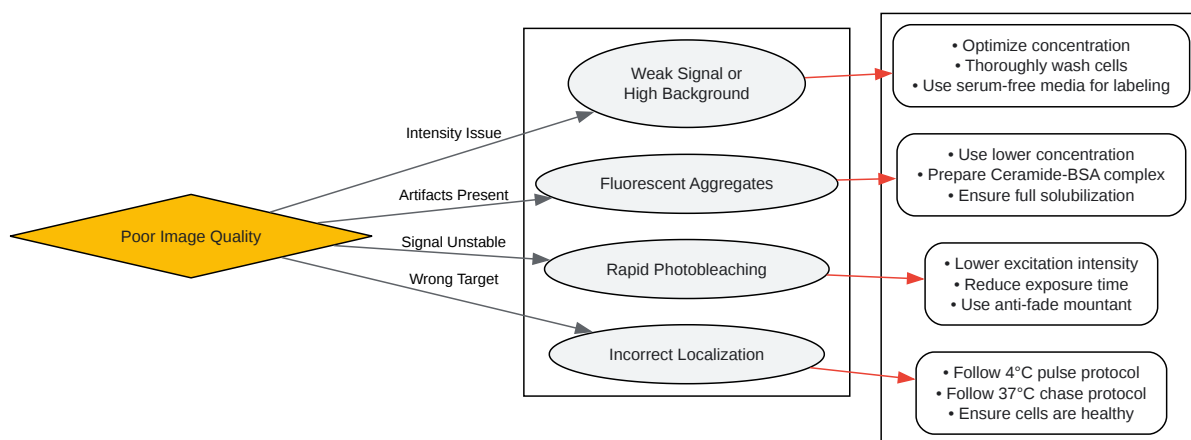 Poor Image Quality
Intensity Issue
Artifacts Present
Signal Unstable
Wrong Target
Weak Signal or
High Background
Fluorescent Aggregates
Rapid Photobleaching
Incorrect Localization
• Optimize concentration
• Thoroughly wash cells
• Use serum-free media for labeling
• Use lower concentration
• Prepare Ceramide-BSA complex
• Ensure full solubilization
• Lower excitation intensity
• Reduce exposure time
• Use anti-fade mountant
• Follow 4°C pulse protocol
• Follow 37°C chase protocol
• Ensure cells are healthy